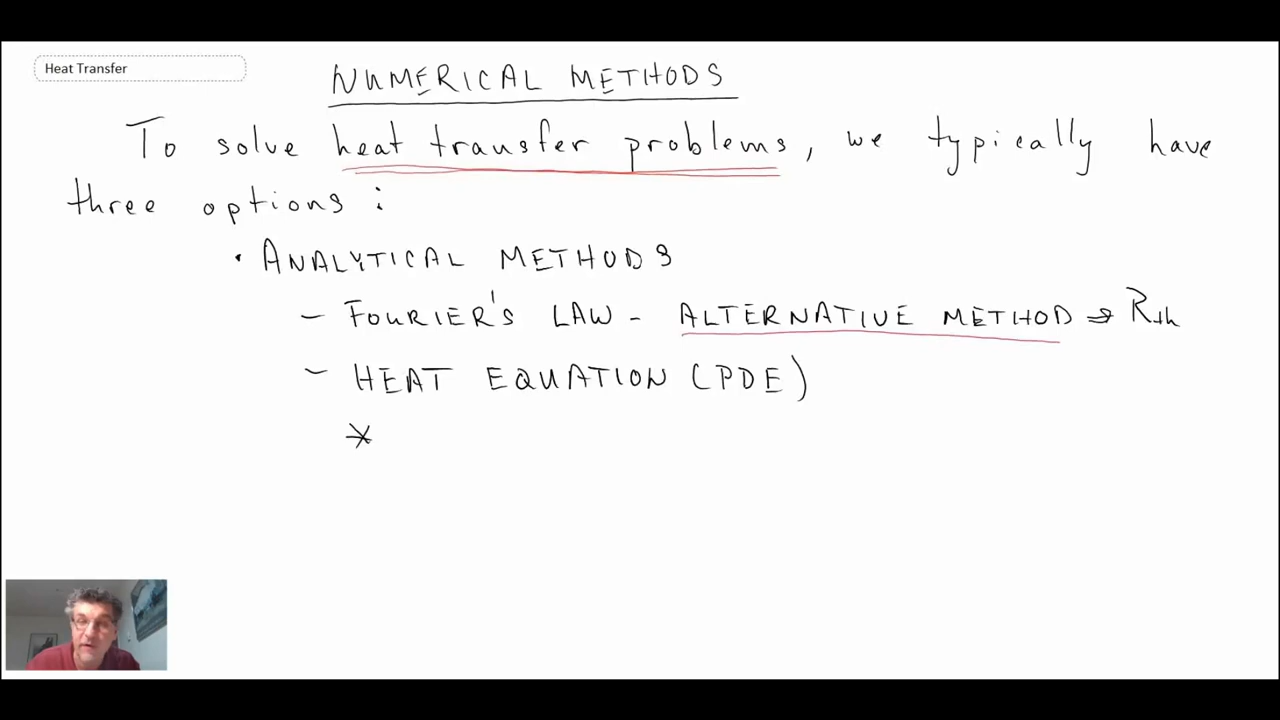 Heat Transfer
NUMERICAL METHODS
To solve heat transfer problems, we typically have
three options :
• ANALYTICAL METHODS
- FOURIER'S LAW - ALTERNATIVE METHOD → Rth
- HEAT EQUATION (PDE)
*